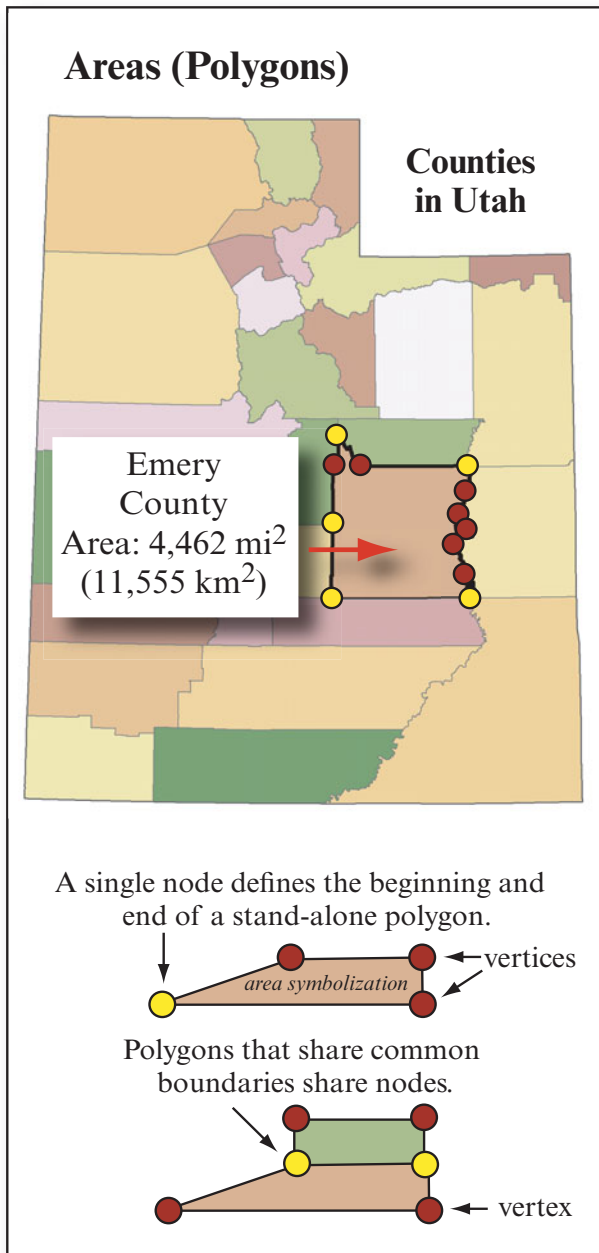 Areas (Polygons)
Counties
in Utah
Emery
County
Area: 4,462 mi²
(11,555 km²)
A single node defines the beginning and
end of a stand-alone polygon.
vertices
area symbolization
Polygons that share common
boundaries share nodes.
vertex